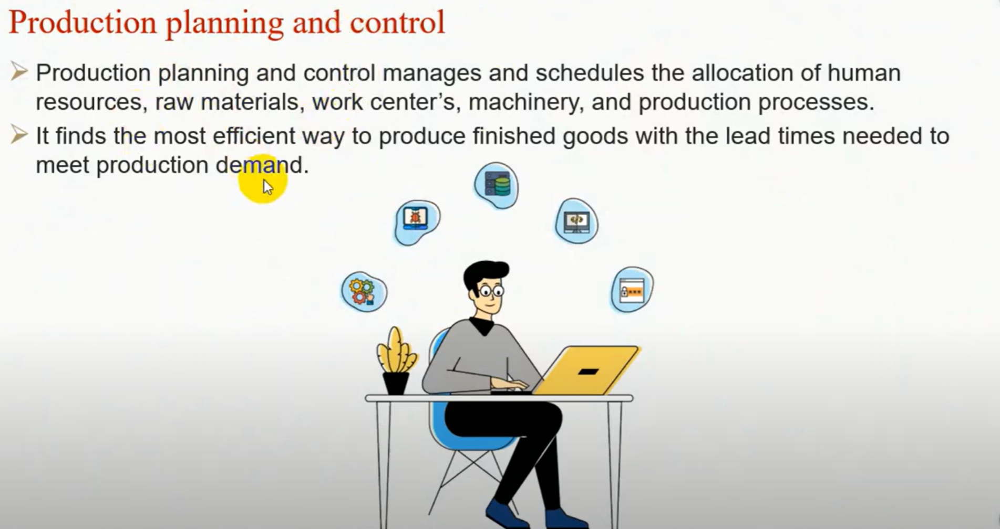 Production planning and control
Production planning and control manages and schedules the allocation of human
resources, raw materials, work center’s, machinery, and production processes.
It finds the most efficient way to produce finished goods with the lead times needed to
meet production demand.